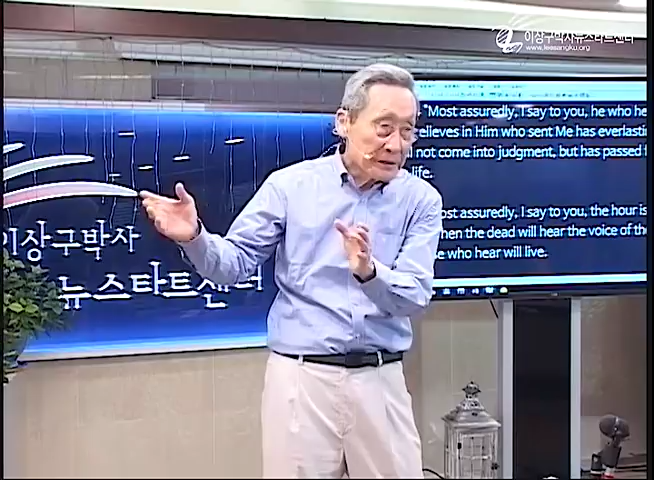 이상구박사뉴스타트센터
www.leesangku.org
"Most assuredly, I say to you, he who he
elieves in Him who sent Me has everlasti
not come into judgment, but has passed f
life.
ost assuredly, I say to you, the hour is
hen the dead will hear the voice of the
e who hear will live.
이상구박사
뉴스타트센터